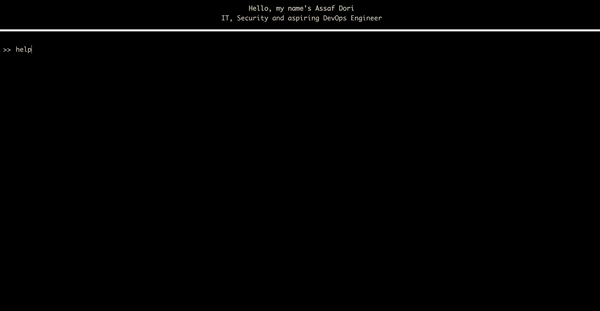 Hello, my name's Assaf Dori
IT, Security and aspiring DevOps Engineer
>> help